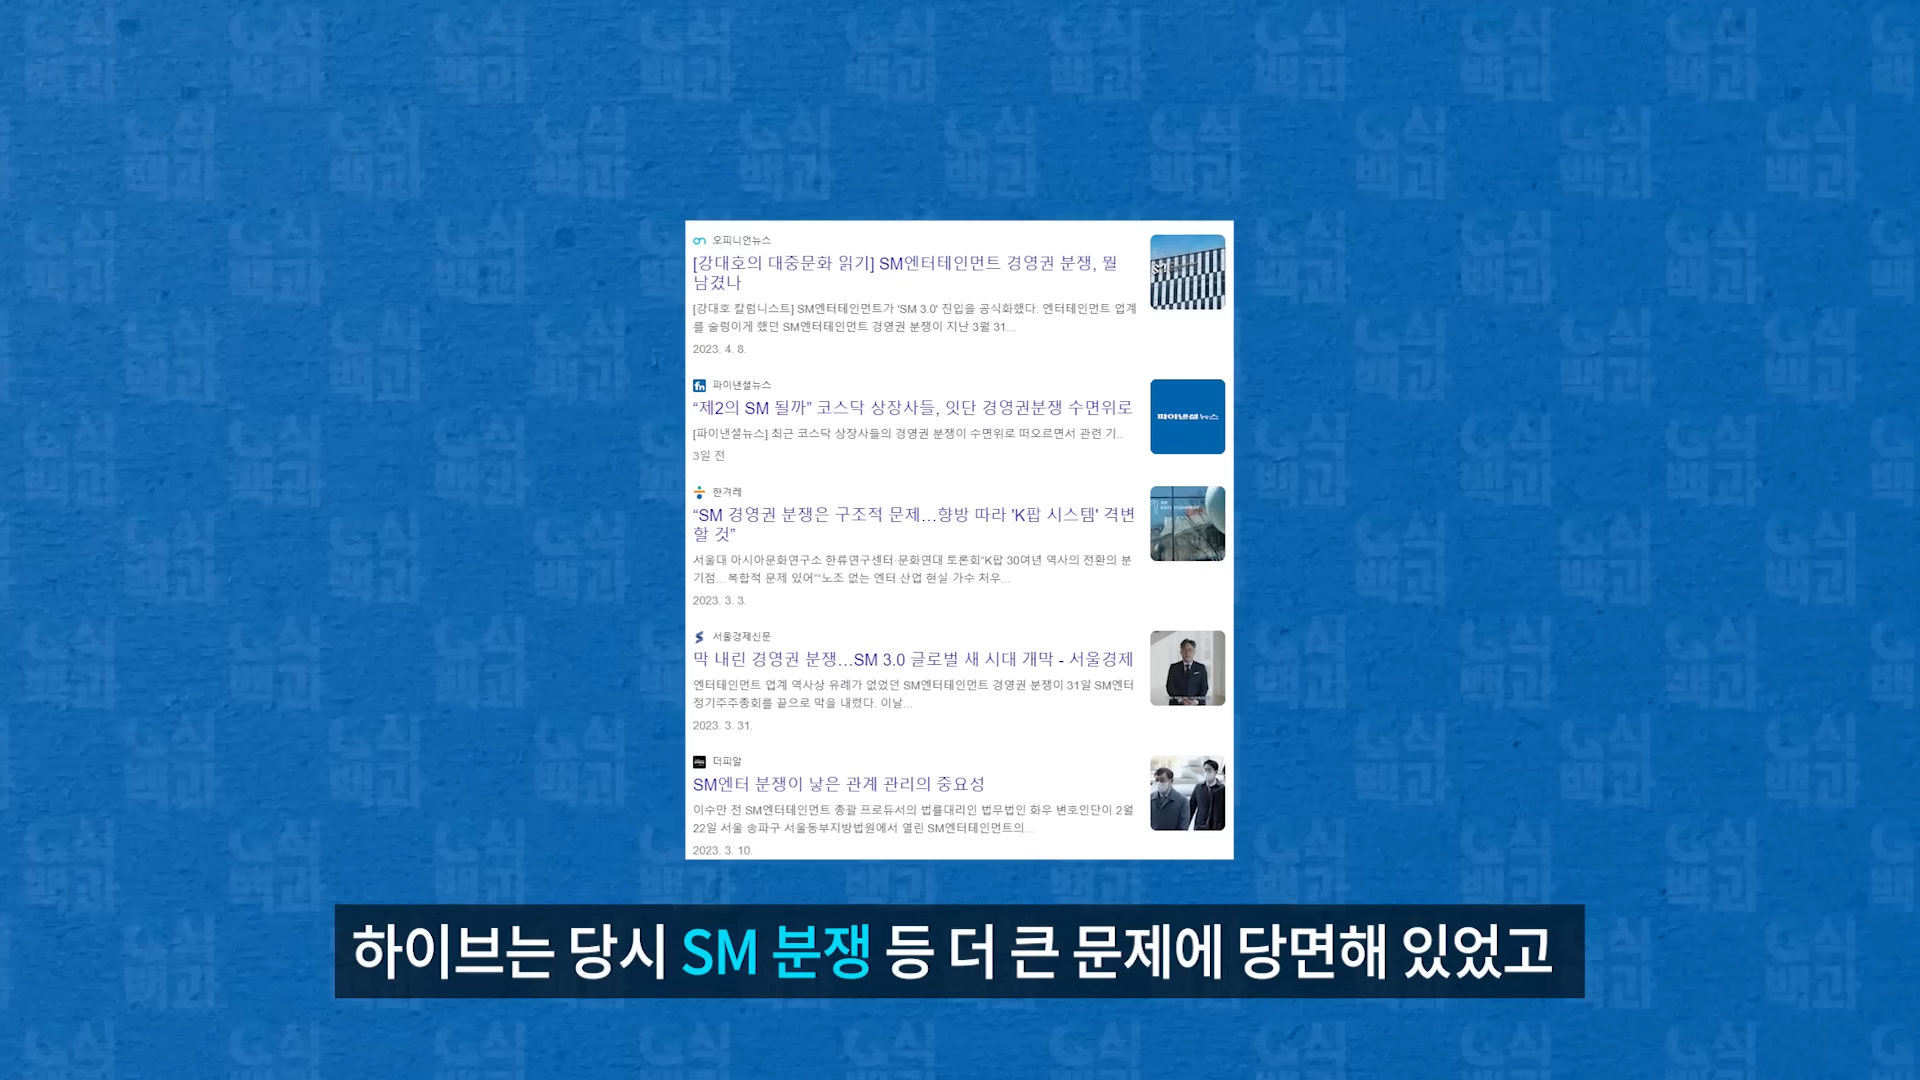 오피니언뉴스
[강대호의 대중문화 읽기] SM엔터테인먼트 경영권 분쟁, 뭘
남겼나
[강대호 칼럼니스트] SM엔터테인먼트가 'SM 3.0' 진입을 공식화했다. 엔터테인먼트 업계
를 술렁이게 했던 SM엔터테인먼트 경영권 분쟁이 지난 3월 31...
2023. 4. 8.
파이낸셜뉴스
“제2의 SM 될까” 코스닥 상장사들, 잇단 경영권분쟁 수면위로
[파이낸셜뉴스] 최근 코스닥 상장사들의 경영권 분쟁이 수면위로 떠오르면서 관련 기..
3일 전
파이낸셜뉴스
한겨레
“SM 경영권 분쟁은 구조적 문제…향방 따라 'K팝 시스템' 격변
할 것”
서울대 아시아문화연구소 한류연구센터·문화연대 토론회“K팝 30여년 역사의 전환의 분
기점…복합적 문제 있어”“노조 없는 엔터 산업 현실·가수 처우...
2023. 3. 3.
서울경제신문
막 내린 경영권 분쟁…SM 3.0 글로벌 새 시대 개막 - 서울경제
엔터테인먼트 업계 역사상 유례가 없었던 SM엔터테인먼트 경영권 분쟁이 31일 SM엔터
정기주주총회를 끝으로 막을 내렸다. 이날...
2023. 3. 31.
더피알
SM엔터 분쟁이 낳은 관계 관리의 중요성
이수만 전 SM엔터테인먼트 총괄 프로듀서의 법률대리인 법무법인 화우 변호인단이 2월
22일 서울 송파구 서울동부지방법원에서 열린 SM엔터테인먼트의...
2023. 3. 10.
하이브는 당시 SM 분쟁 등 더 큰 문제에 당면해 있었고